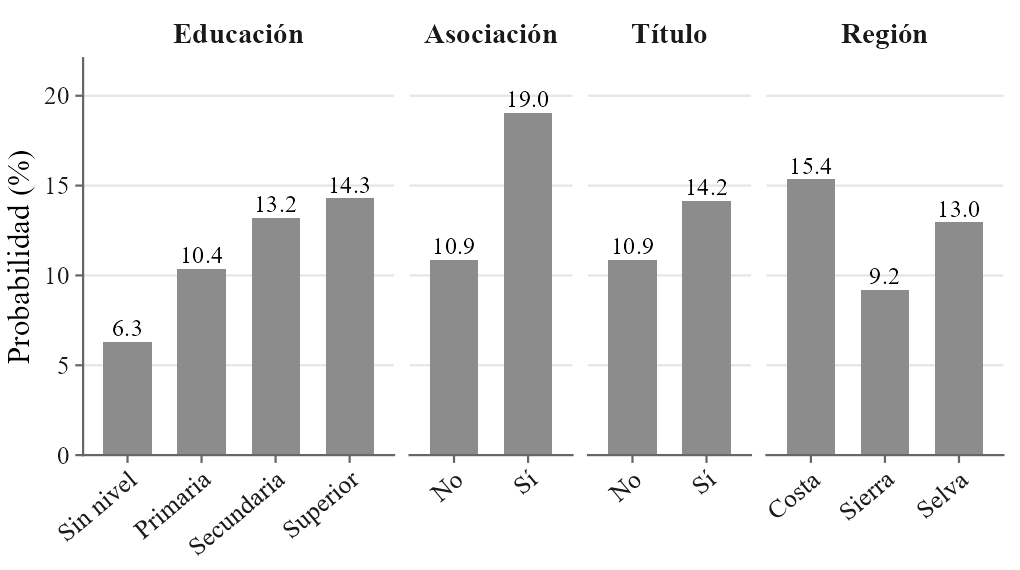 Educación Asociación Título Región
Probabilidad (%)
20
15
10
5
0
6.3 10.4 13.2 14.3 10.9 19.0 10.9 14.2 15.4 9.2 13.0
Sin nivel Primaria Secundaria Superior No Sí No Sí Costa Sierra Selva